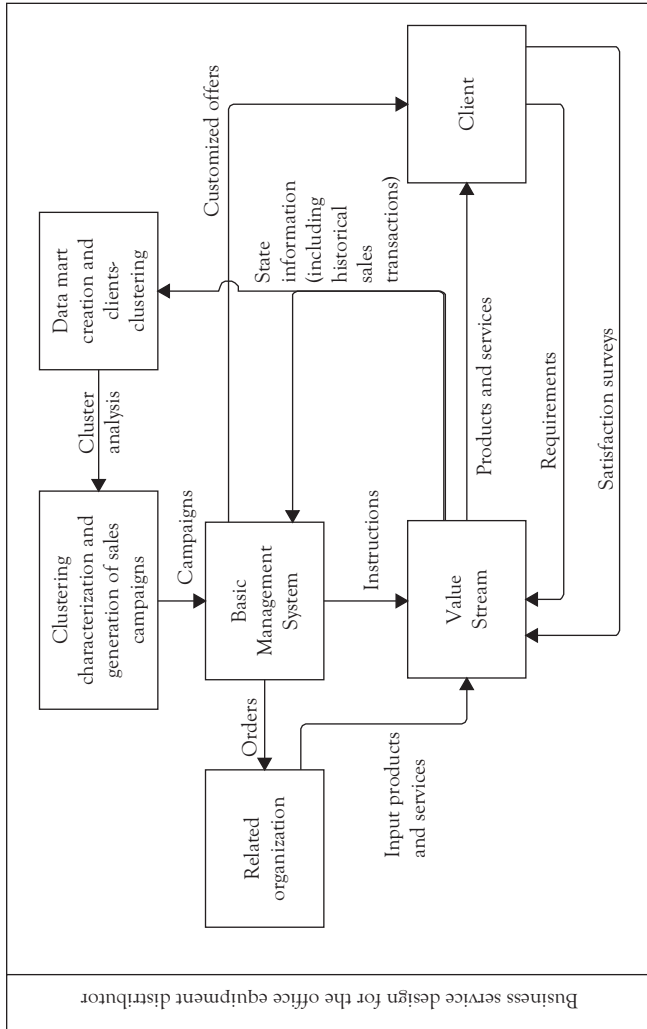 Business service design for the office equipment distributor
Clustering
characterization and
generation of sales
campaigns
Cluster
analysis
Data mart
creation and
clients-
clustering
Campaigns
Customized offers
State
information
(including
historical
sales
transactions)
Related
organization
Orders
Basic
Management
System
Instructions
Input products
and services
Value
Stream
Products and services
Client
Requirements
Satisfaction surveys